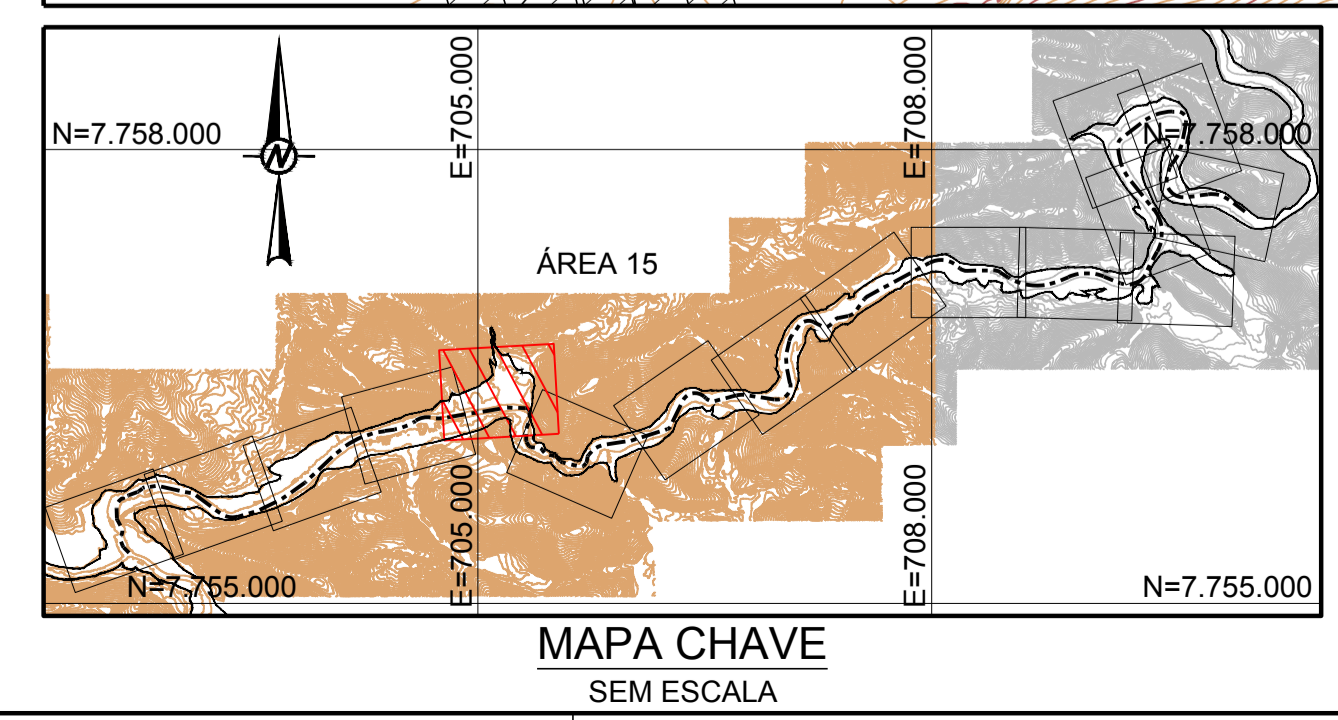 E=705.000
E=708.000
N=7.758.000
N=7.758.000
N
ÁREA 15
E=705.000
E=708.000
N=7.755.000
N=7.755.000
MAPA CHAVE
SEM ESCALA